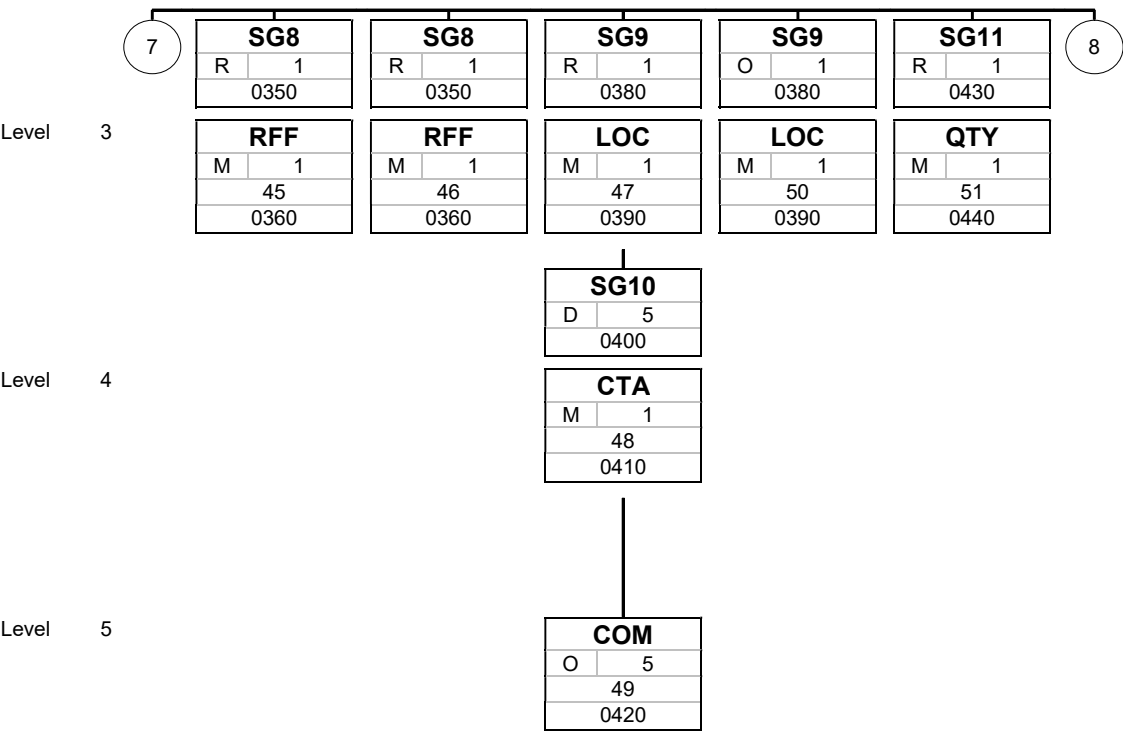 7 SG8 SG8 SG9 SG9 SG11 8
R 1 R 1 R 1 O 1 R 1
0350 0350 0380 0380 0430
Level 3 RFF RFF LOC LOC QTY
M 1 M 1 M 1 M 1 M 1
45 46 47 50 51
0360 0360 0390 0390 0440
SG10
D 5
0400
Level 4 CTA
M 1
48
0410
Level 5 COM
O 5
49
0420